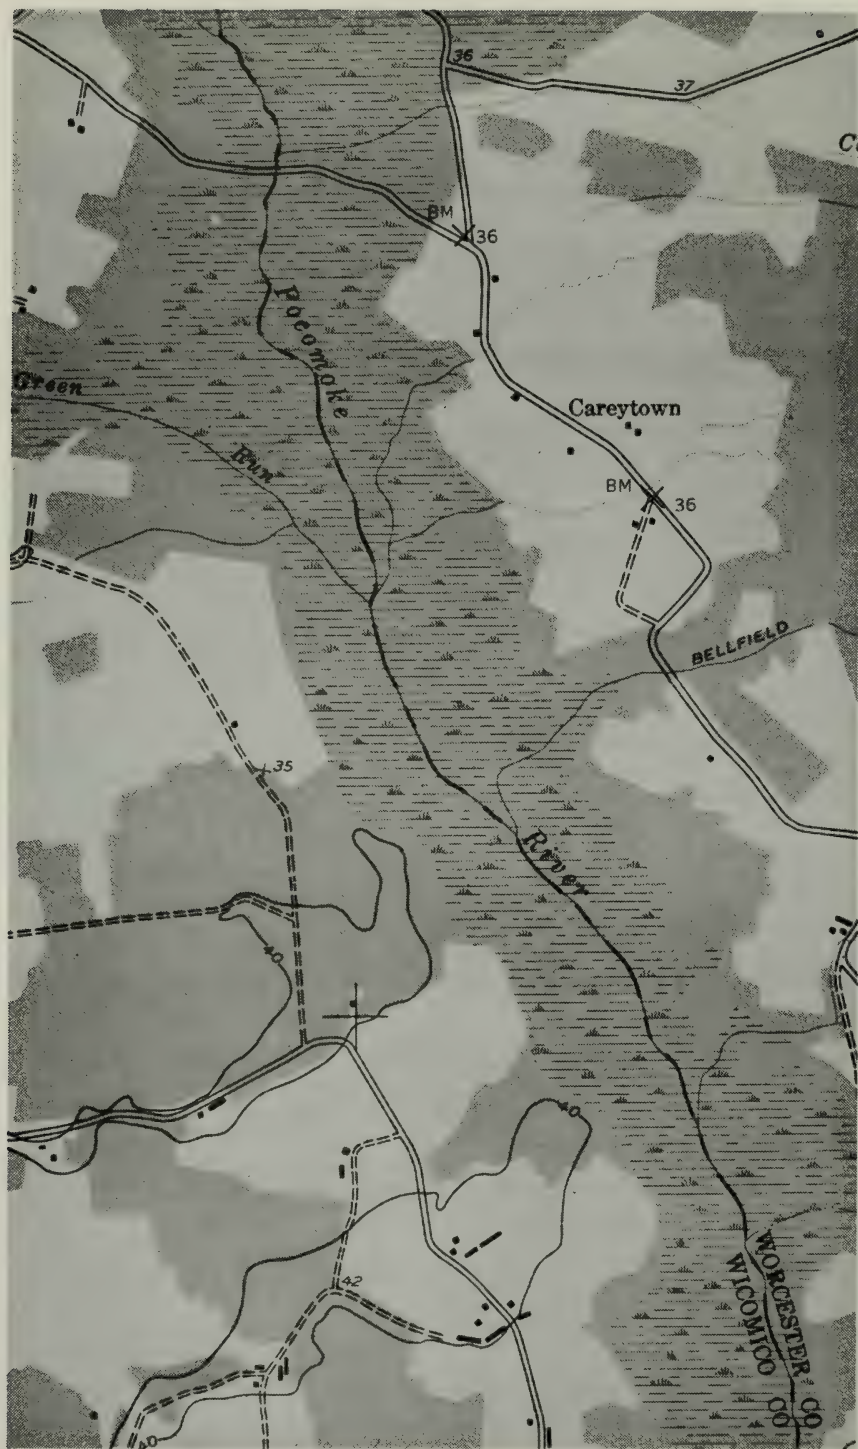 36
37
BM
36
Pocomoke
Green
Run
Careytown
BM
36
BELLFIELD
35
River
40
40
42
WORCESTER CO
WICOMICO CO
40